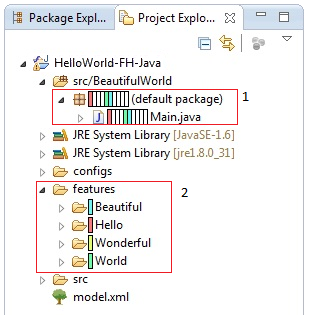 Package Expl... Project Explo...
HelloWorld-FH-Java
src/BeautifulWorld
(default package) 1
Main.java
JRE System Library [JavaSE-1.6]
JRE System Library [jre1.8.0_31]
configs
features 2
Beautiful
Hello
Wonderful
World
src
model.xml